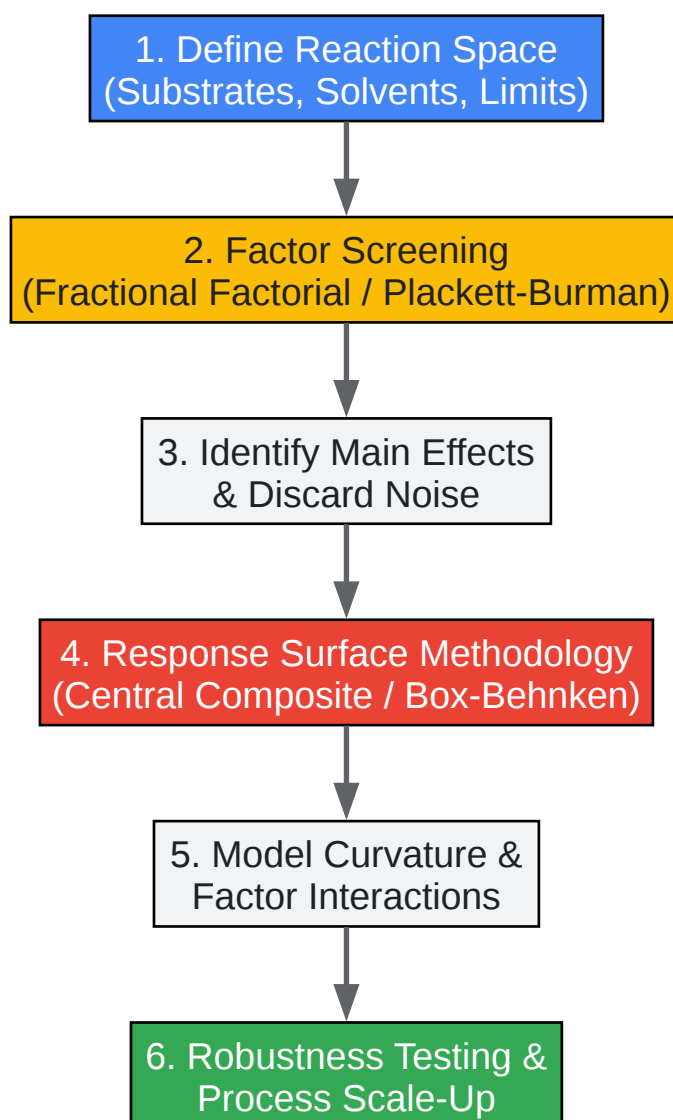 1. Define Reaction Space
(Substrates, Solvents, Limits)
2. Factor Screening
(Fractional Factorial / Plackett-Burman)
3. Identify Main Effects
& Discard Noise
4. Response Surface Methodology
(Central Composite / Box-Behnken)
5. Model Curvature &
Factor Interactions
6. Robustness Testing &
Process Scale-Up